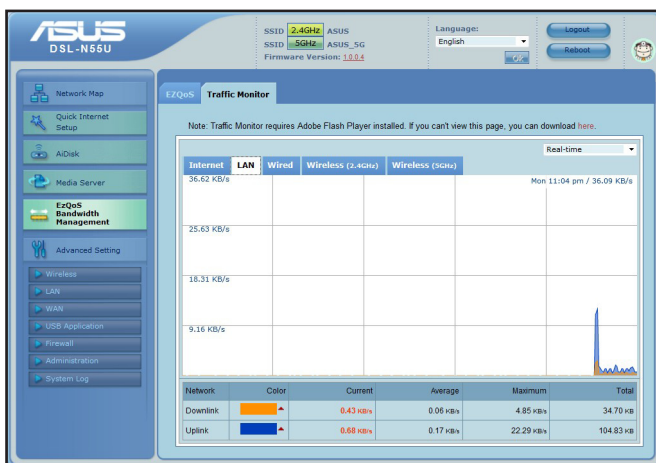 ASUS
DSL-N55U
SSID 2.4GHz ASUS
SSID 5GHz ASUS_5G
Firmware Version: 1.0.0.4
Language:
English
OK
Logout
Reboot
Network Map
Quick Internet
Setup
AiDisk
Media Server
EzQoS
Bandwidth
Management
Advanced Setting
Wireless
LAN
WAN
USB Application
Firewall
Administration
System Log
EZQoS Traffic Monitor
Note: Traffic Monitor requires Adobe Flash Player installed. If you can't view this page, you can download here.
Real-time
Internet LAN Wired Wireless (2.4GHz) Wireless (5GHz)
36.62 KB/s
Mon 11:04 pm / 36.09 KB/s
25.63 KB/s
18.31 KB/s
9.16 KB/s
Network Color Current Average Maximum Total
Downlink 0.43 KB/s 0.06 KB/s 4.85 KB/s 34.70 KB
Uplink 0.68 KB/s 0.17 KB/s 22.29 KB/s 104.83 KB